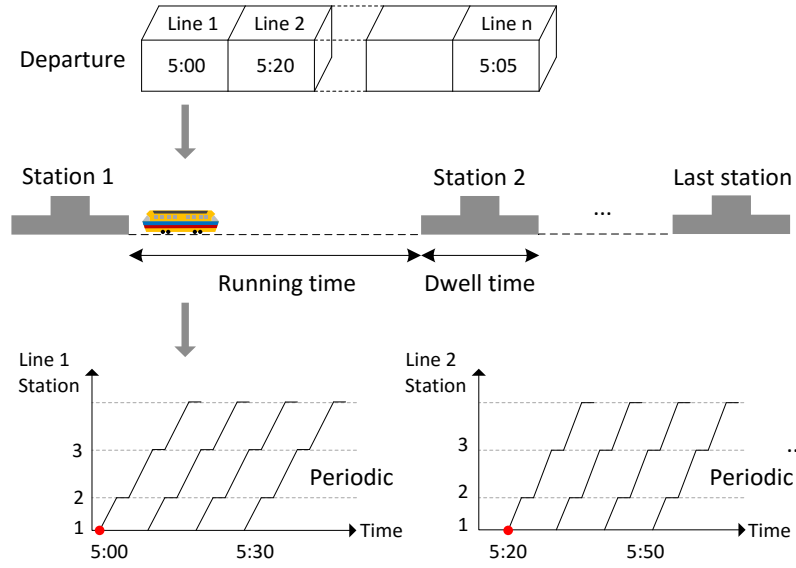 Line 1
Line 2
Line n
Departure
5:00
5:20
5:05
Station 1
Station 2
...
Last station
Running time
Dwell time
Line 1
Station
3
2
1
Periodic
Time
5:00
5:30
Line 2
Station
3
2
1
Periodic
Time
5:20
5:50
..